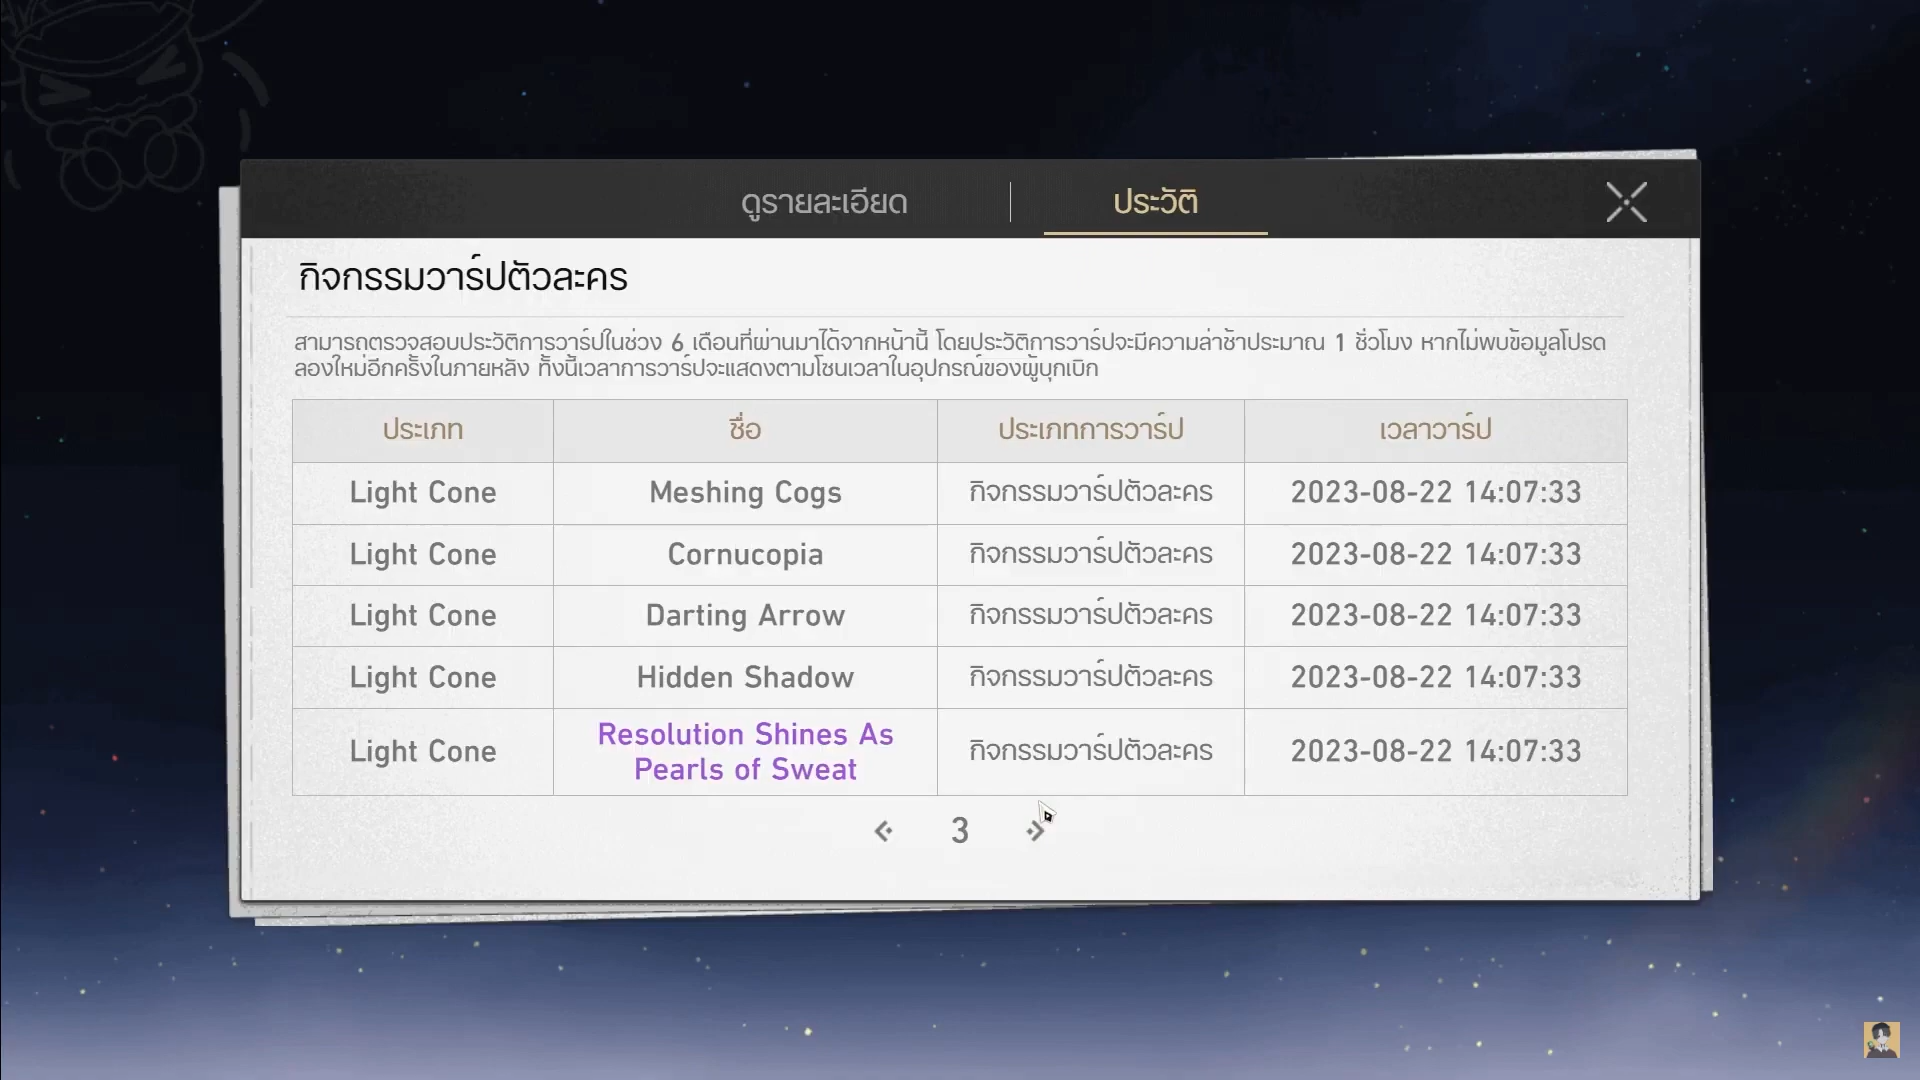 ดูรายละเอียด
ประวัติ
กิจกรรมวาร์ปตัวละคร
สามารถตรวจสอบประวัติการวาร์ปในช่วง 6 เดือนที่ผ่านมาได้จากหน้านี้ โดยประวัติการวาร์ปจะมีความล่าช้าประมาณ 1 ชั่วโมง หากไม่พบข้อมูลโปรด
ลองใหม่อีกครั้งในภายหลัง ทั้งนี้เวลาการวาร์ปจะแสดงตามโซนเวลาในอุปกรณ์ของผู้บุกเบิก
ประเภท ชื่อ ประเภทการวาร์ป เวลาวาร์ป
Light Cone Meshing Cogs กิจกรรมวาร์ปตัวละคร 2023-08-22 14:07:33
Light Cone Cornucopia กิจกรรมวาร์ปตัวละคร 2023-08-22 14:07:33
Light Cone Darting Arrow กิจกรรมวาร์ปตัวละคร 2023-08-22 14:07:33
Light Cone Hidden Shadow กิจกรรมวาร์ปตัวละคร 2023-08-22 14:07:33
Light Cone Resolution Shines As
Pearls of Sweat กิจกรรมวาร์ปตัวละคร 2023-08-22 14:07:33
3